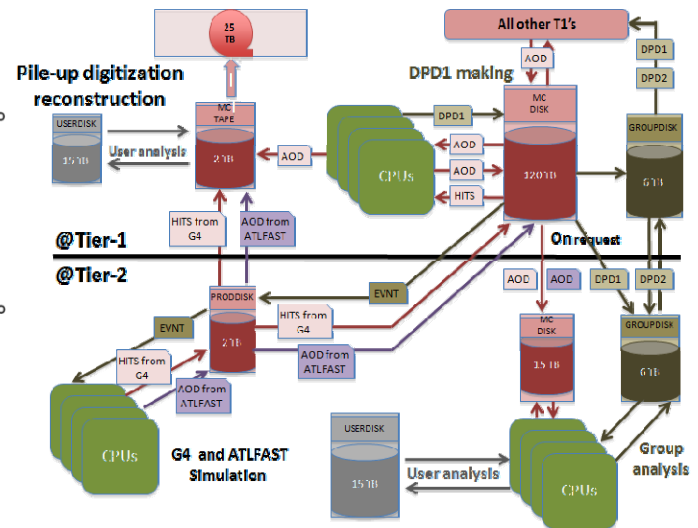 25
TB
All other T1's
AOD
DPD1
DPD2
Pile-up digitization
reconstruction
DPD1 making
MC
TAPE
MC
DISK
USERDISK
User analysis
DPD1
AOD
CPUs
AOD
AOD
HITS
GROUPDISK
HITS from
G4
AOD from
ATLFAST
@Tier-1
On request
@Tier-2
PRODDISK
EVNT
EVNT
HITS from
G4
AOD from
ATLFAST
HITS from
G4
AOD from
ATLFAST
AOD
AOD
DPD1
DPD2
MC
DISK
GROUPDISK
CPUs
G4 and ATLFAST
Simulation
USERDISK
User analysis
CPUs
Group
analysis